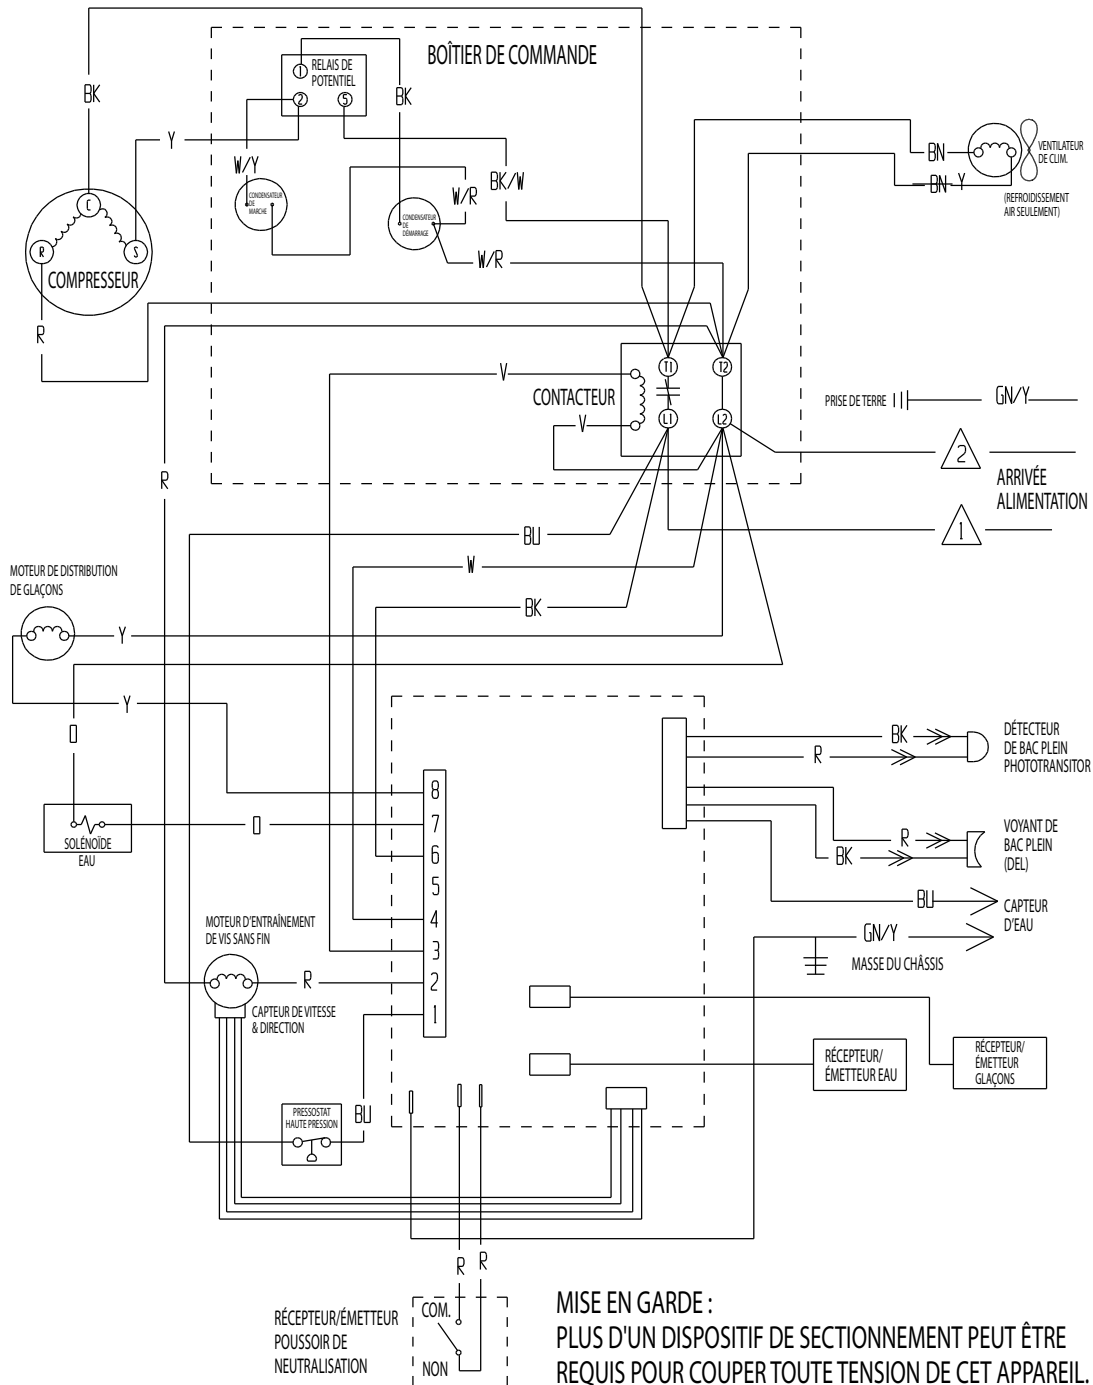 BOÎTIER DE COMMANDE
RELAIS DE
POTENTIEL
1
2
5
BK
BK
Y
W/Y
W/R
BK/W
W/R
CONDENSATEUR
DE
MARCHE
CONDENSATEUR
DE
DÉMARRAGE
BN
BN
Y
VENTILATEUR
DE CLIM.
(REFROIDISSEMENT
AIR SEULEMENT)
C
R
S
COMPRESSEUR
R
V
CONTACTEUR
V
T1
T2
L1
L2
PRISE DE TERRE
GN/Y
2
ARRIVÉE
ALIMENTATION
1
R
BU
W
BK
MOTEUR DE DISTRIBUTION
DE GLAÇONS
Y
Y
O
SOLÉNOÏDE
EAU
O
8
7
6
5
4
3
2
1
BK
R
DÉTECTEUR
DE BAC PLEIN
PHOTOTRANSITOR
R
BK
VOYANT DE
BAC PLEIN
(DEL)
BU
CAPTEUR
D'EAU
GN/Y
MASSE DU CHÂSSIS
MOTEUR D'ENTRAÎNEMENT
DE VIS SANS FIN
R
CAPTEUR DE VITESSE
& DIRECTION
RÉCEPTEUR/
ÉMETTEUR EAU
RÉCEPTEUR/
ÉMETTEUR
GLAÇONS
PRESSOSTAT
HAUTE PRESSION
BU
R
R
RÉCEPTEUR/ÉMETTEUR
POUSSOIR DE
NEUTRALISATION
COM.
NON
MISE EN GARDE :
PLUS D'UN DISPOSITIF DE SECTIONNEMENT PEUT ÊTRE
REQUIS POUR COUPER TOUTE TENSION DE CET APPAREIL.